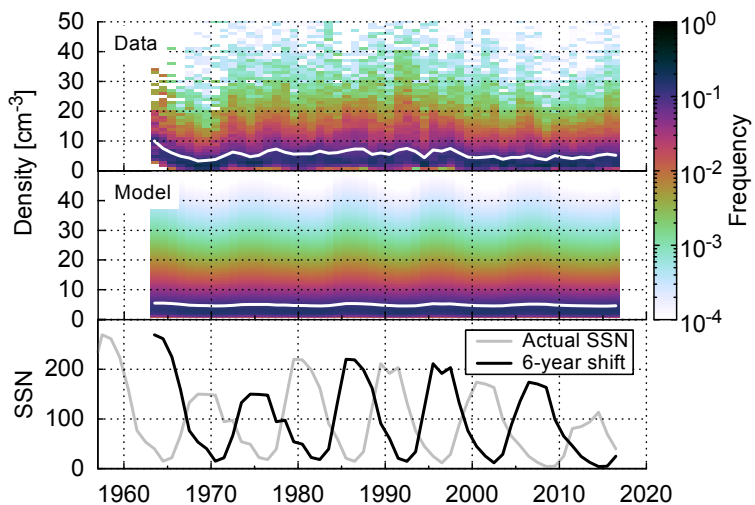 50
40
30
20
10
0
Data
Density [cm⁻³]
40
30
20
10
0
Model
10⁰
10⁻¹
10⁻²
10⁻³
10⁻⁴
Frequency
SSN
200
100
0
Actual SSN
6-year shift
1960 1970 1980 1990 2000 2010 2020